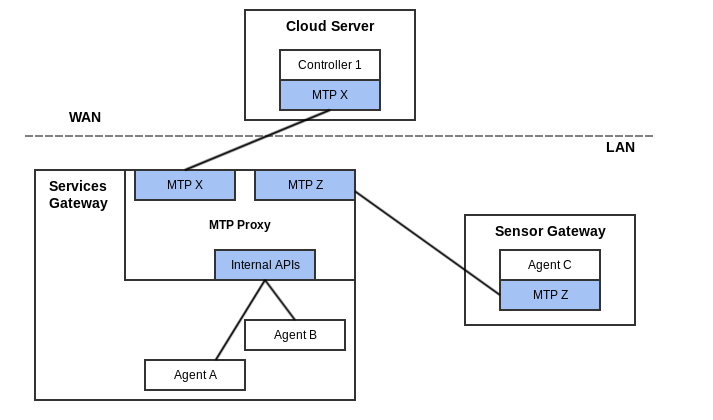 Cloud Server
Controller 1
MTP X
WAN
LAN
Services
Gateway
MTP X
MTP Z
MTP Proxy
Internal APIs
Agent B
Agent A
Sensor Gateway
Agent C
MTP Z